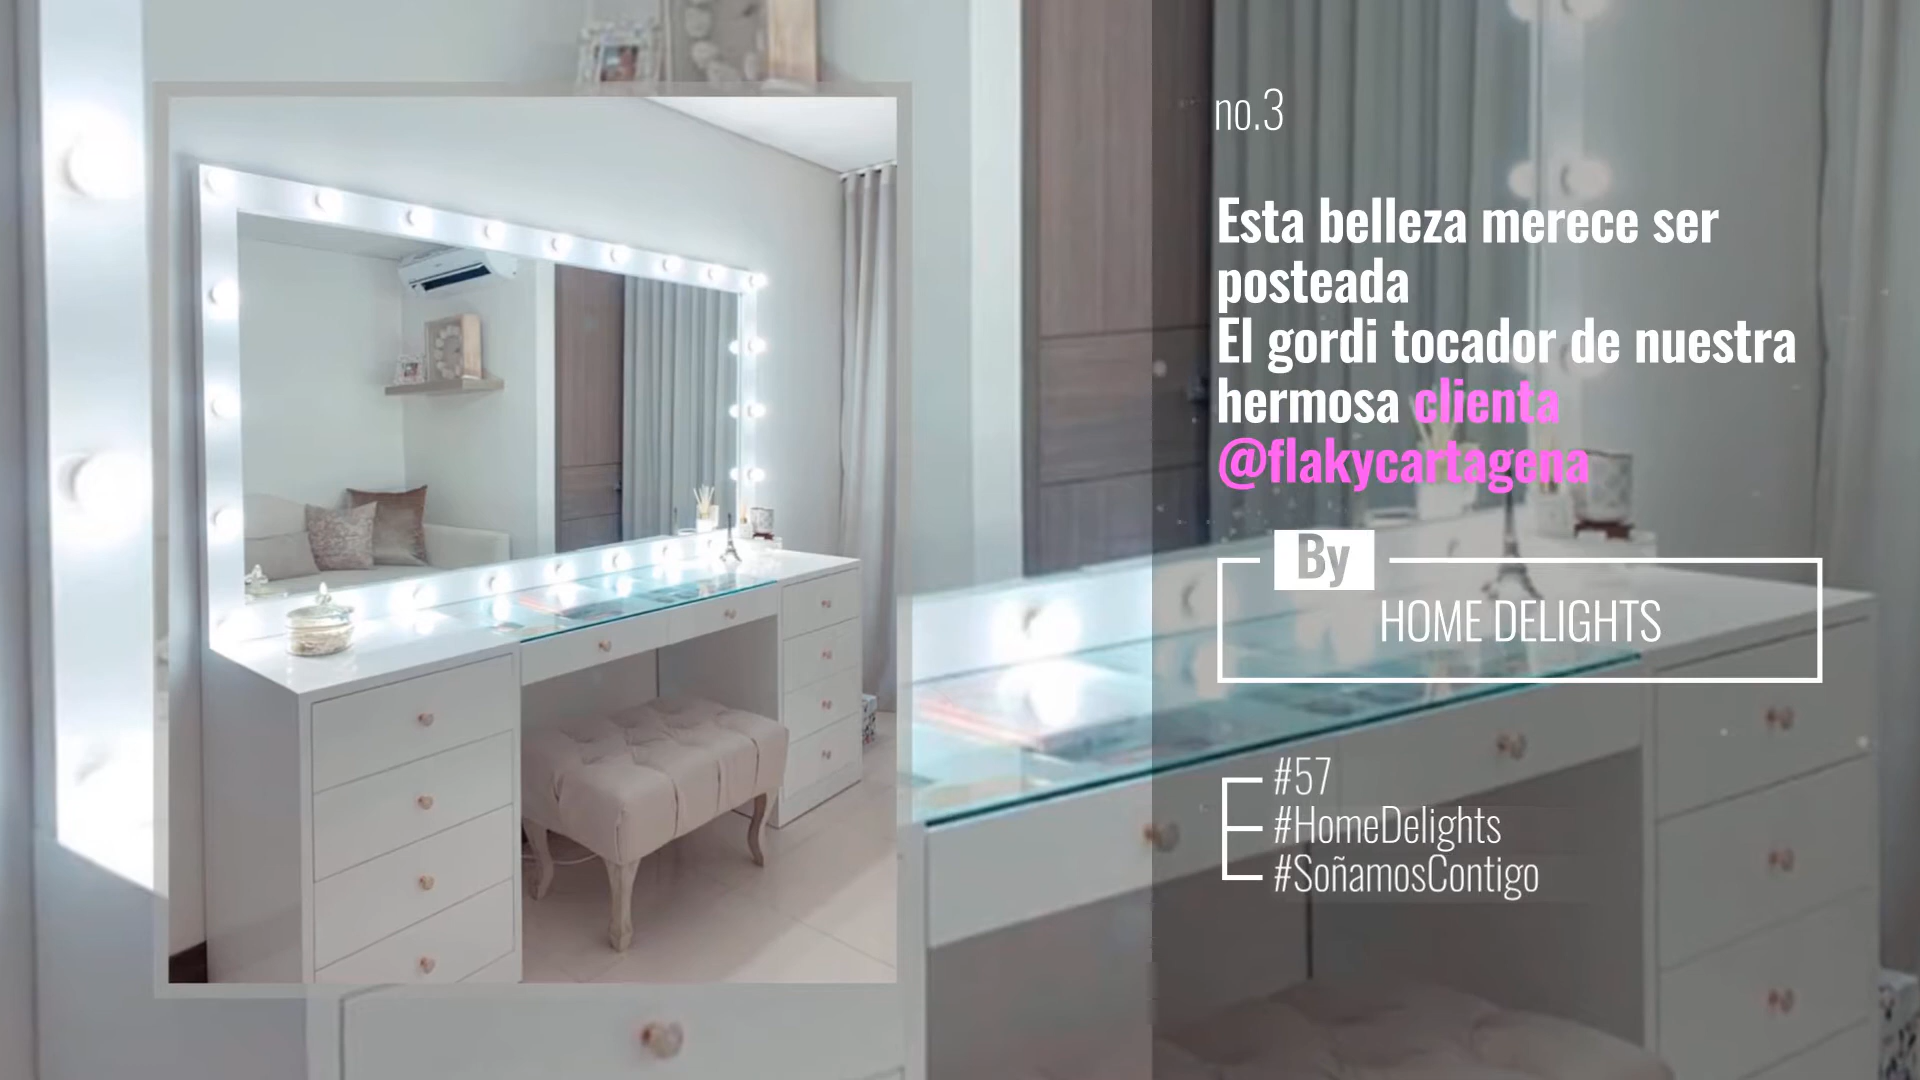 no.3
Esta belleza merece ser
posteada
El gordi tocador de nuestra
hermosa clienta
@flakycartagena
By
HOME DELIGHTS
#57
#HomeDelights
#SoñamosContigo